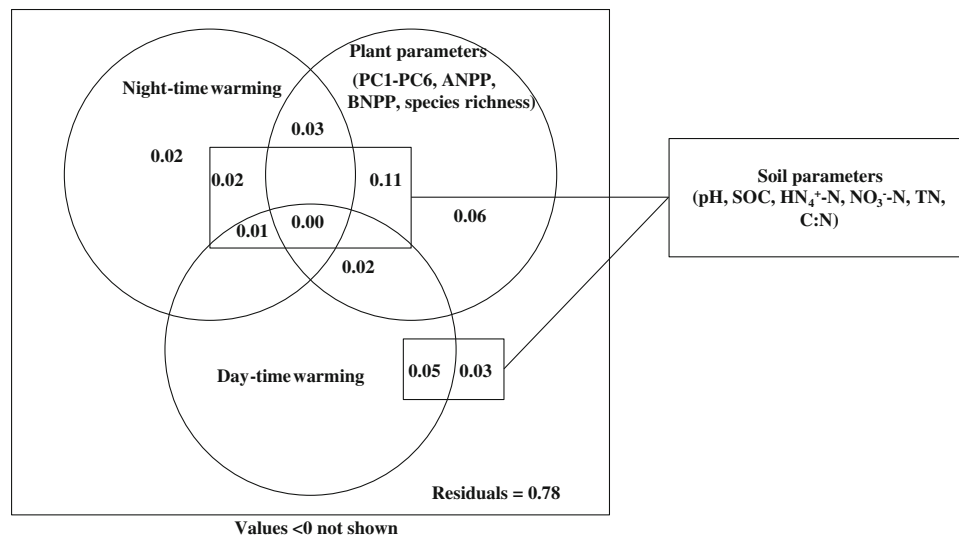 Plant parameters
(PC1-PC6, ANPP,
BNPP, species richness)
Night-time warming
0.03
0.02
0.02
0.11
Soil parameters
(pH, SOC, HN₄⁺-N, NO₃⁻-N, TN,
C:N)
0.06
0.01
0.00
0.02
Day-time warming
0.05
0.03
Residuals = 0.78
Values <0 not shown